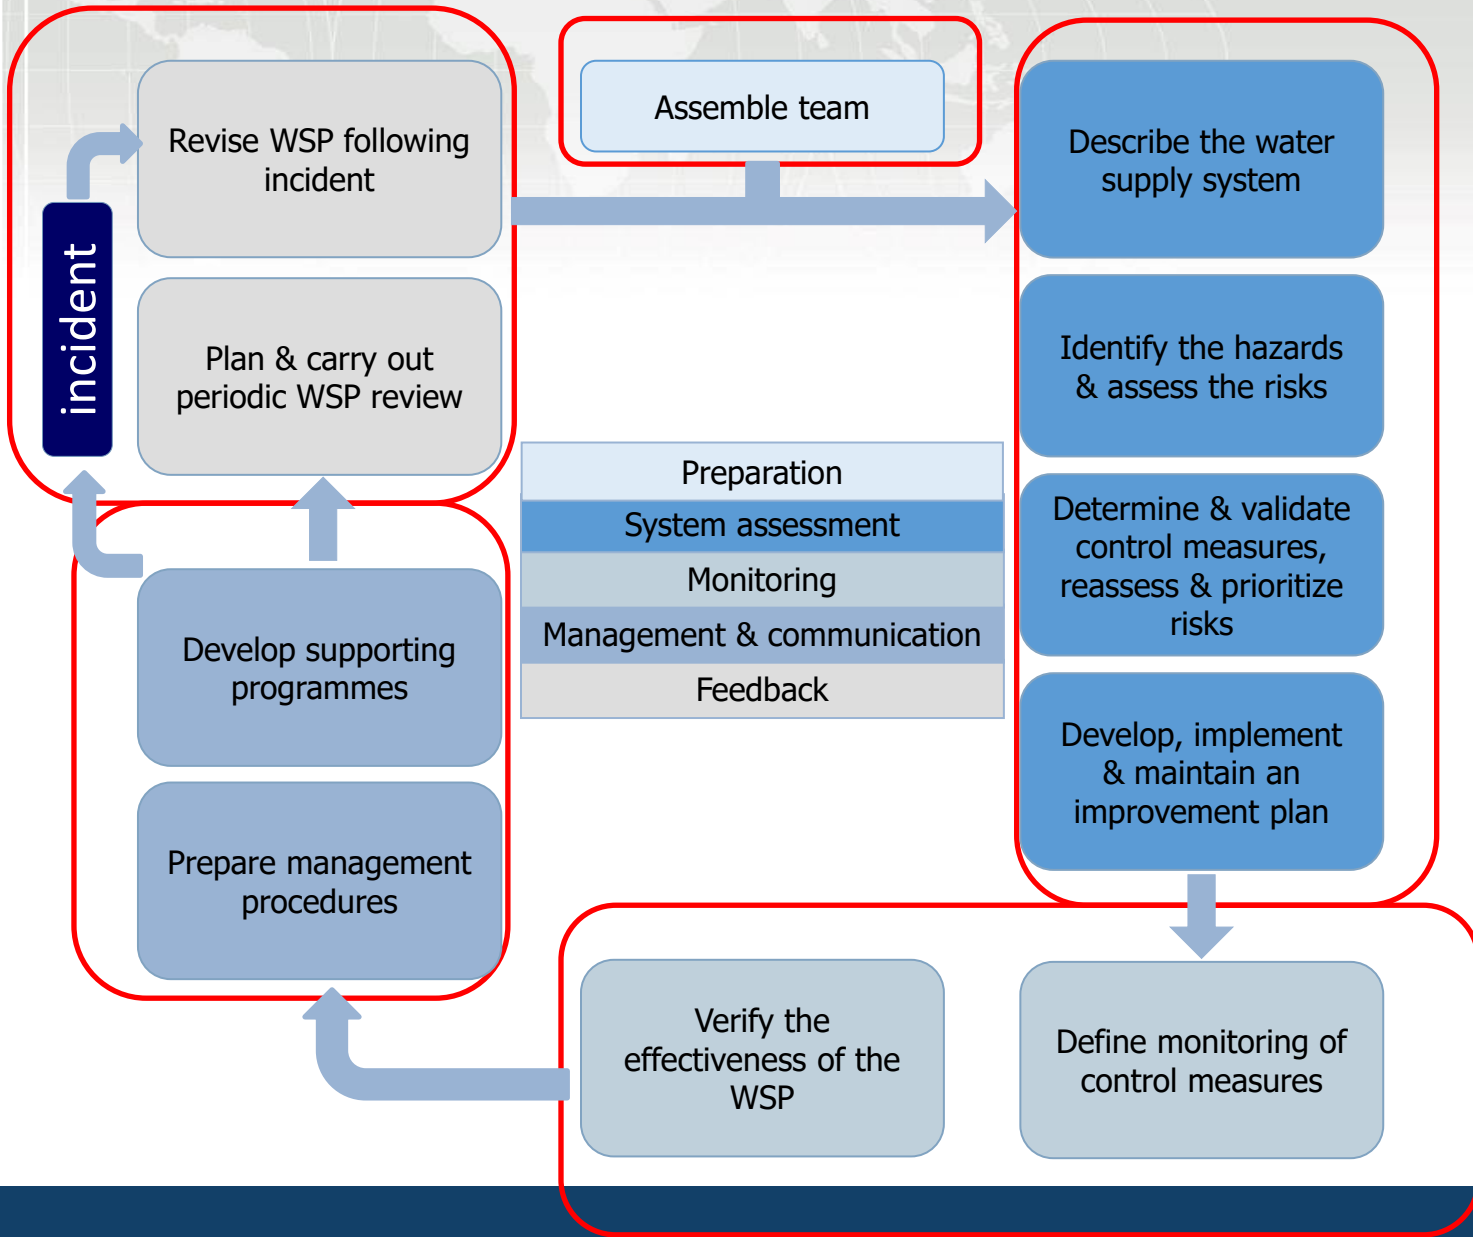 Assemble team
Describe the water
supply system
Identify the hazards
& assess the risks
Determine & validate
control measures,
reassess & prioritize
risks
Develop, implement
& maintain an
improvement plan
Define monitoring of
control measures
Verify the
effectiveness of the
WSP
Prepare management
procedures
Develop supporting
programmes
Plan & carry out
periodic WSP review
incident
Revise WSP following
incident
Preparation
System assessment
Monitoring
Management & communication
Feedback